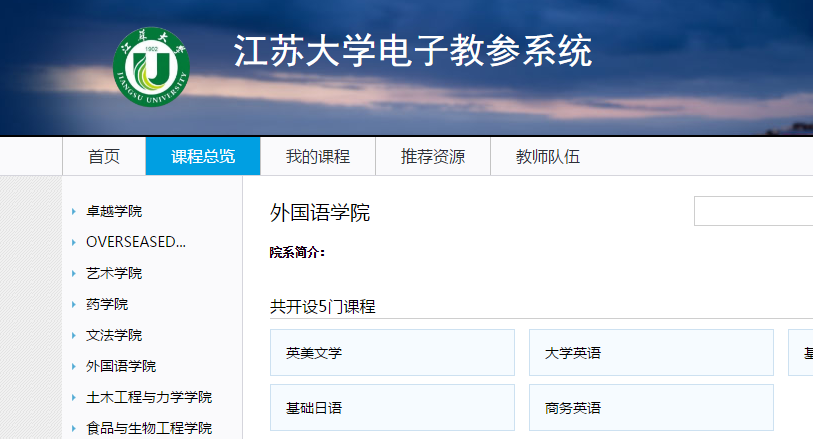 江苏大学
1902
JIANGSU UNIVERSITY
江苏大学电子教参系统
首页 课程总览 我的课程 推荐资源 教师队伍
卓越学院
OVERSEASED...
艺术学院
药学院
文法学院
外国语学院
土木工程与力学学院
食品与生物工程学院
外国语学院
院系简介：
共开设5门课程
英美文学 大学英语
基础日语 商务英语